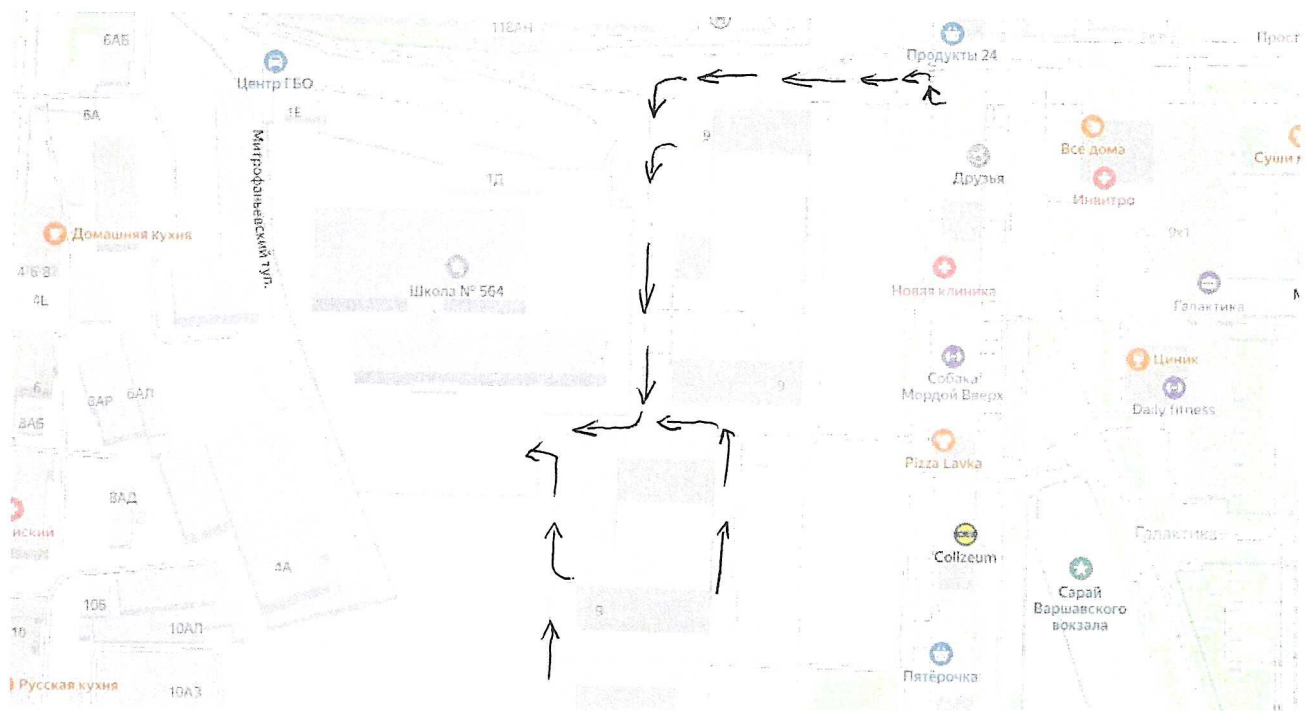 118АН
6АБ
Продукты 24
Прост
Центр ГБО
6А
1Е
9
Все дома
Суши
Митрофаньевский туп.
1Д
Друзья
Инвитро
Домашняя кухня
9к1
4L
Школа № 564
Новая клиника
Галактика
Циник
6
6АР
6АЛ
9
Собака
Мордой Вверх
Daily fitness
8АБ
Pizza Lavka
8АД
нский
Галактика
Colizeum
4А
Сарай
Варшавского
вокзала
10Б
9
10
10АЛ
Пятёрочка
Русская кухня
10АЗ